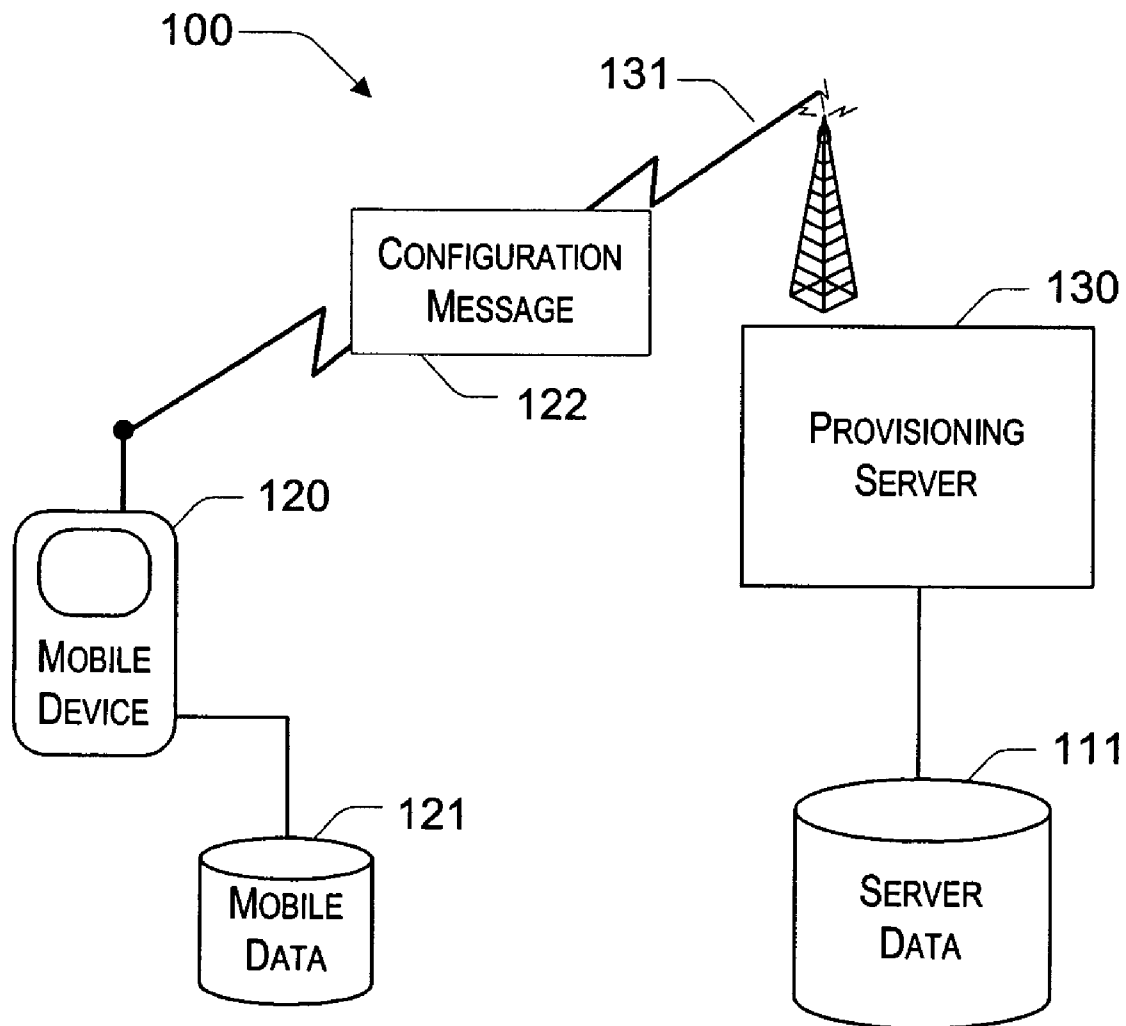 100
131
CONFIGURATION
MESSAGE
122
130
PROVISIONING
SERVER
120
MOBILE
DEVICE
111
121
MOBILE
DATA
SERVER
DATA